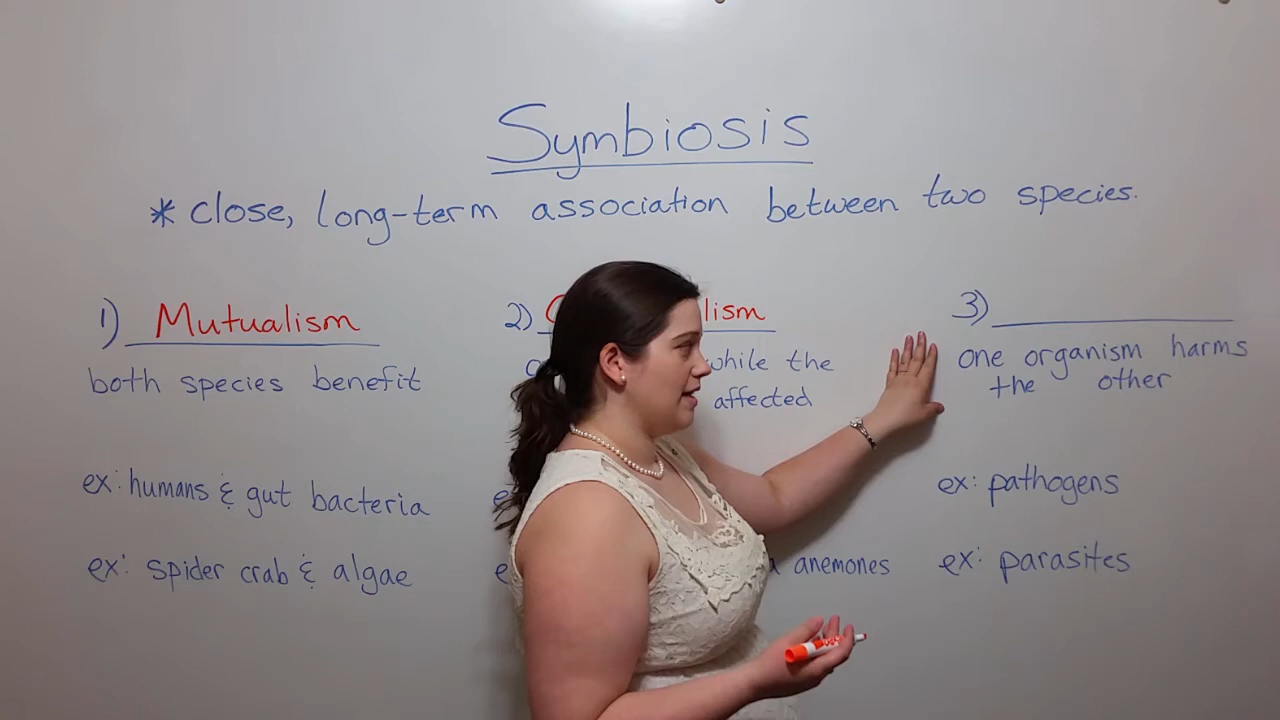 Symbiosis
* close, long-term association between two species.
1) Mutualism
both species benefit
ex: humans & gut bacteria
ex: spider crab & algae
2) lism
while the
affected
anemones
3)
one organism harms
the other
ex: pathogens
ex: parasites